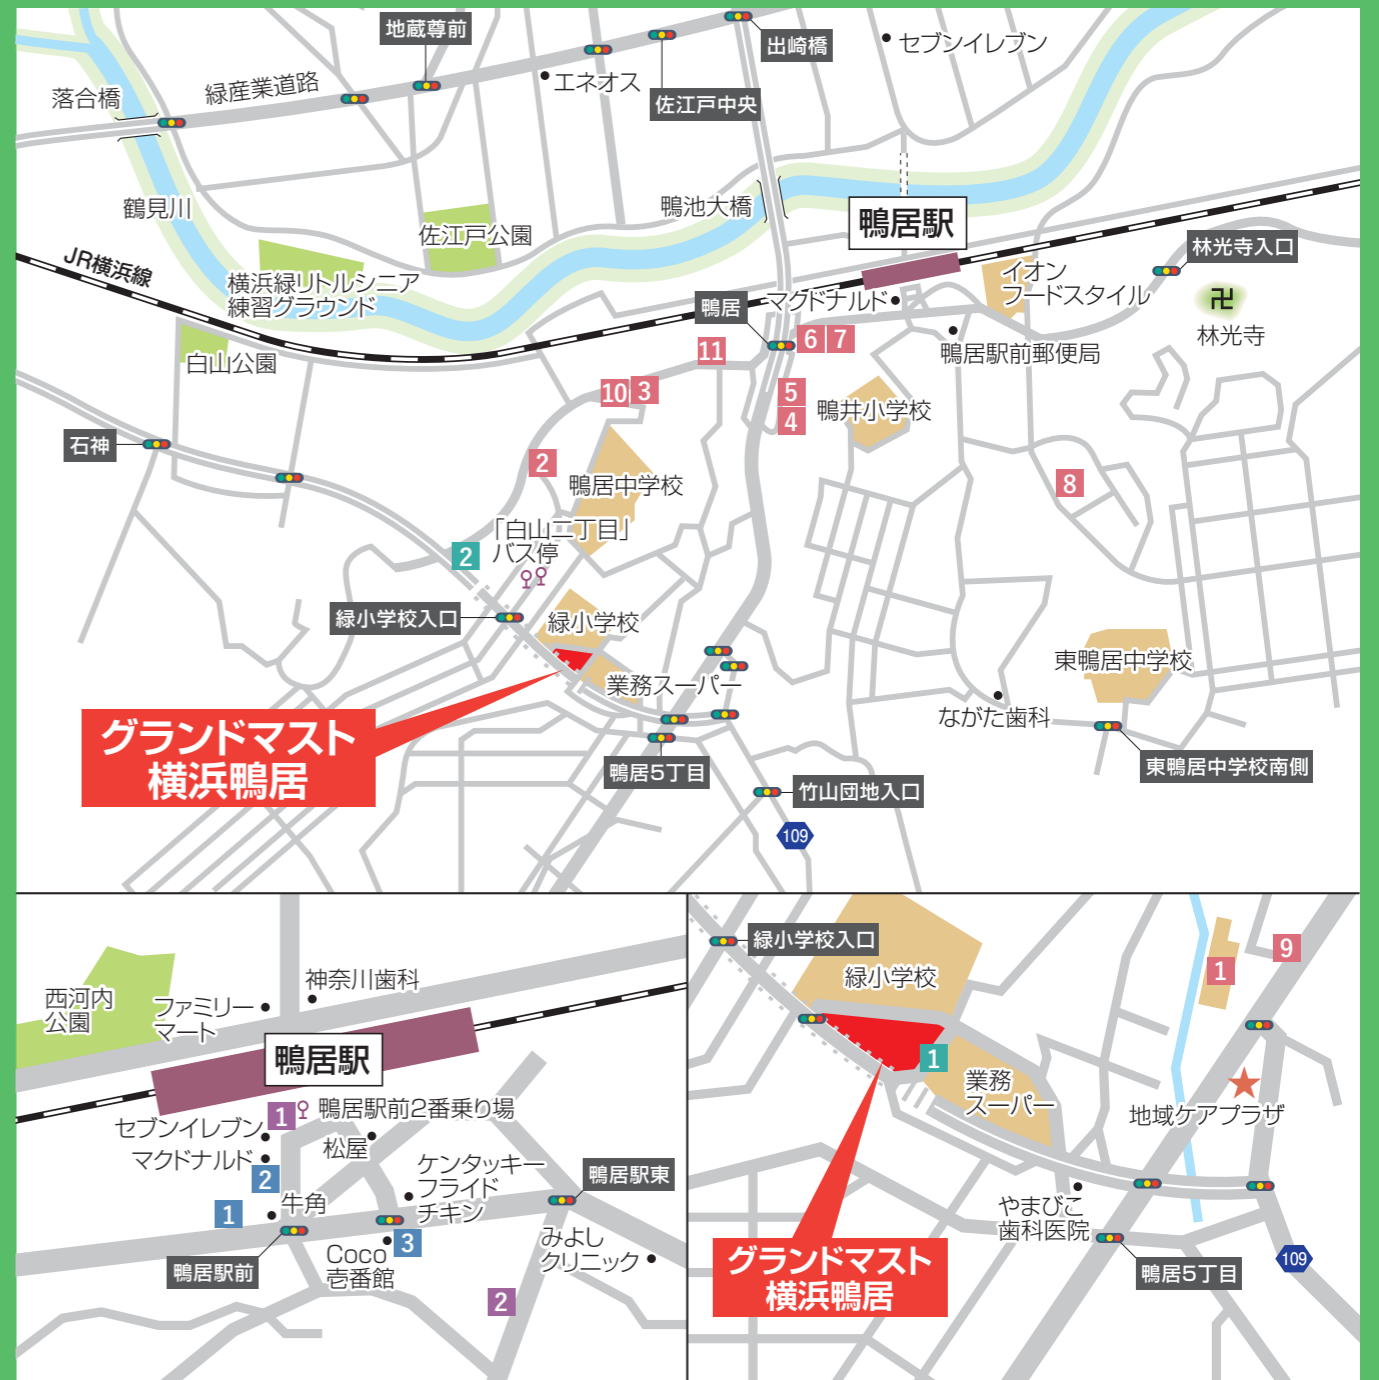 地蔵尊前
出崎橋
セブンイレブン
エネオス
緑産業道路
落合橋
佐江戸中央
鶴見川
鴨池大橋
鴨居駅
佐江戸公園
林光寺入口
JR横浜線
横浜緑リトルシニア
練習グラウンド
イオン
フードスタイル
マクドナルド
鴨居
卍
林光寺
6 7
11
白山公園
鴨居駅前郵便局
10 3
5
4
鴨井小学校
石神
2
鴨居中学校
8
「白山二丁目」
バス停
2
緑小学校入口
緑小学校
東鴨居中学校
業務スーパー
ながた歯科
グランドマスト
横浜鴨居
鴨居5丁目
東鴨居中学校南側
竹山団地入口
109
西河内
公園
ファミリー
マート
神奈川歯科
鴨居駅
1
鴨居駅前2番乗り場
セブンイレブン
マクドナルド
松屋
2
ケンタッキー
フライド
チキン
鴨居駅東
1
牛角
鴨居駅前
Coco
壱番館
3
みよし
クリニック
2
緑小学校入口
緑小学校
9
1
1
業務
スーパー
地域ケアプラザ
やまびこ
歯科医院
グランドマスト
横浜鴨居
鴨居5丁目
109